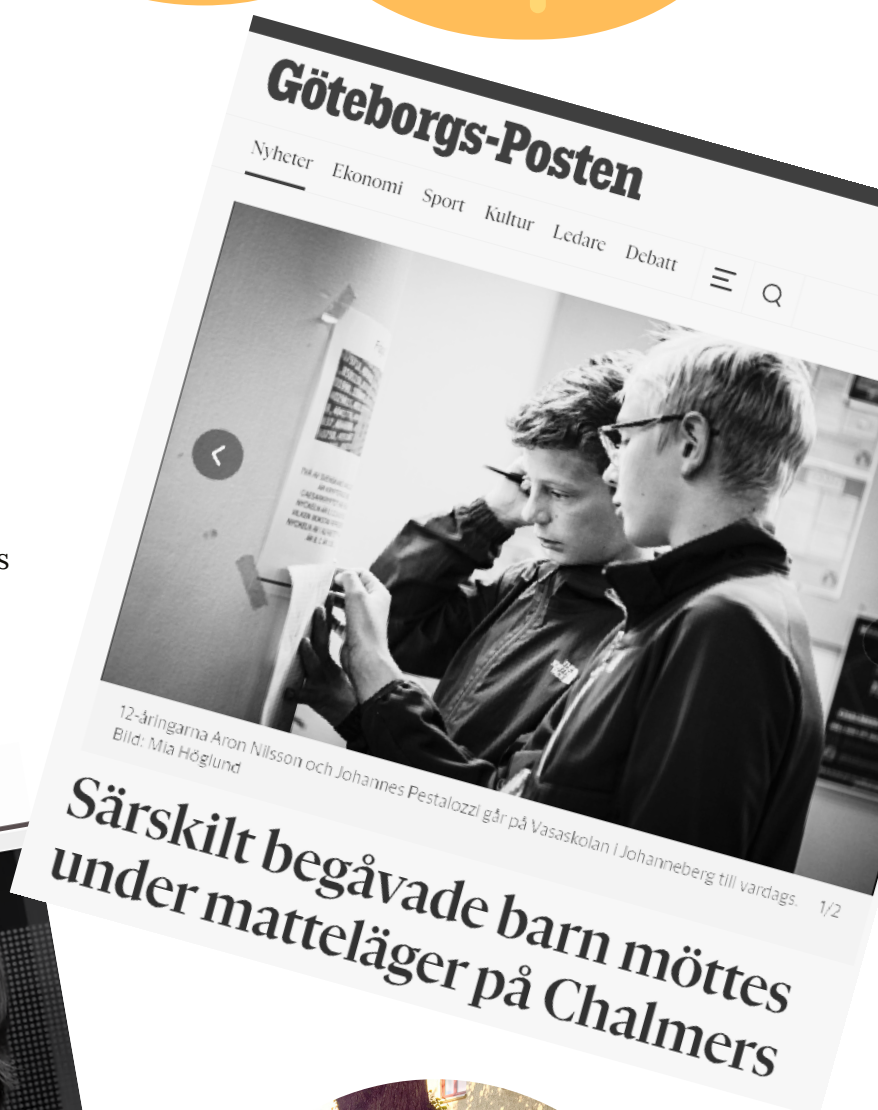 Göteborgs-Posten
Nyheter Ekonomi Sport Kultur Ledare Debatt
12-åringarna Aron Nilsson och Johannes Pestalozzi går på Vasaskolan i Johanneberg till vardags. 1/2
Bild: Mia Höglund
Särskilt begåvade barn möttes
under matteläger på Chalmers
s